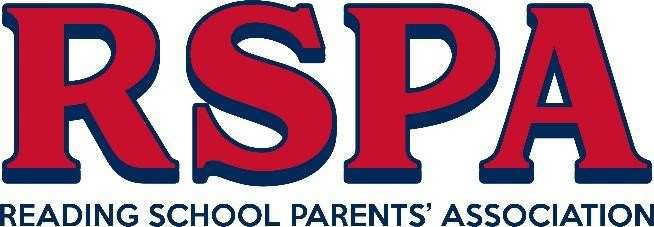 RSPA
READING SCHOOL PARENTS' ASSOCIATION